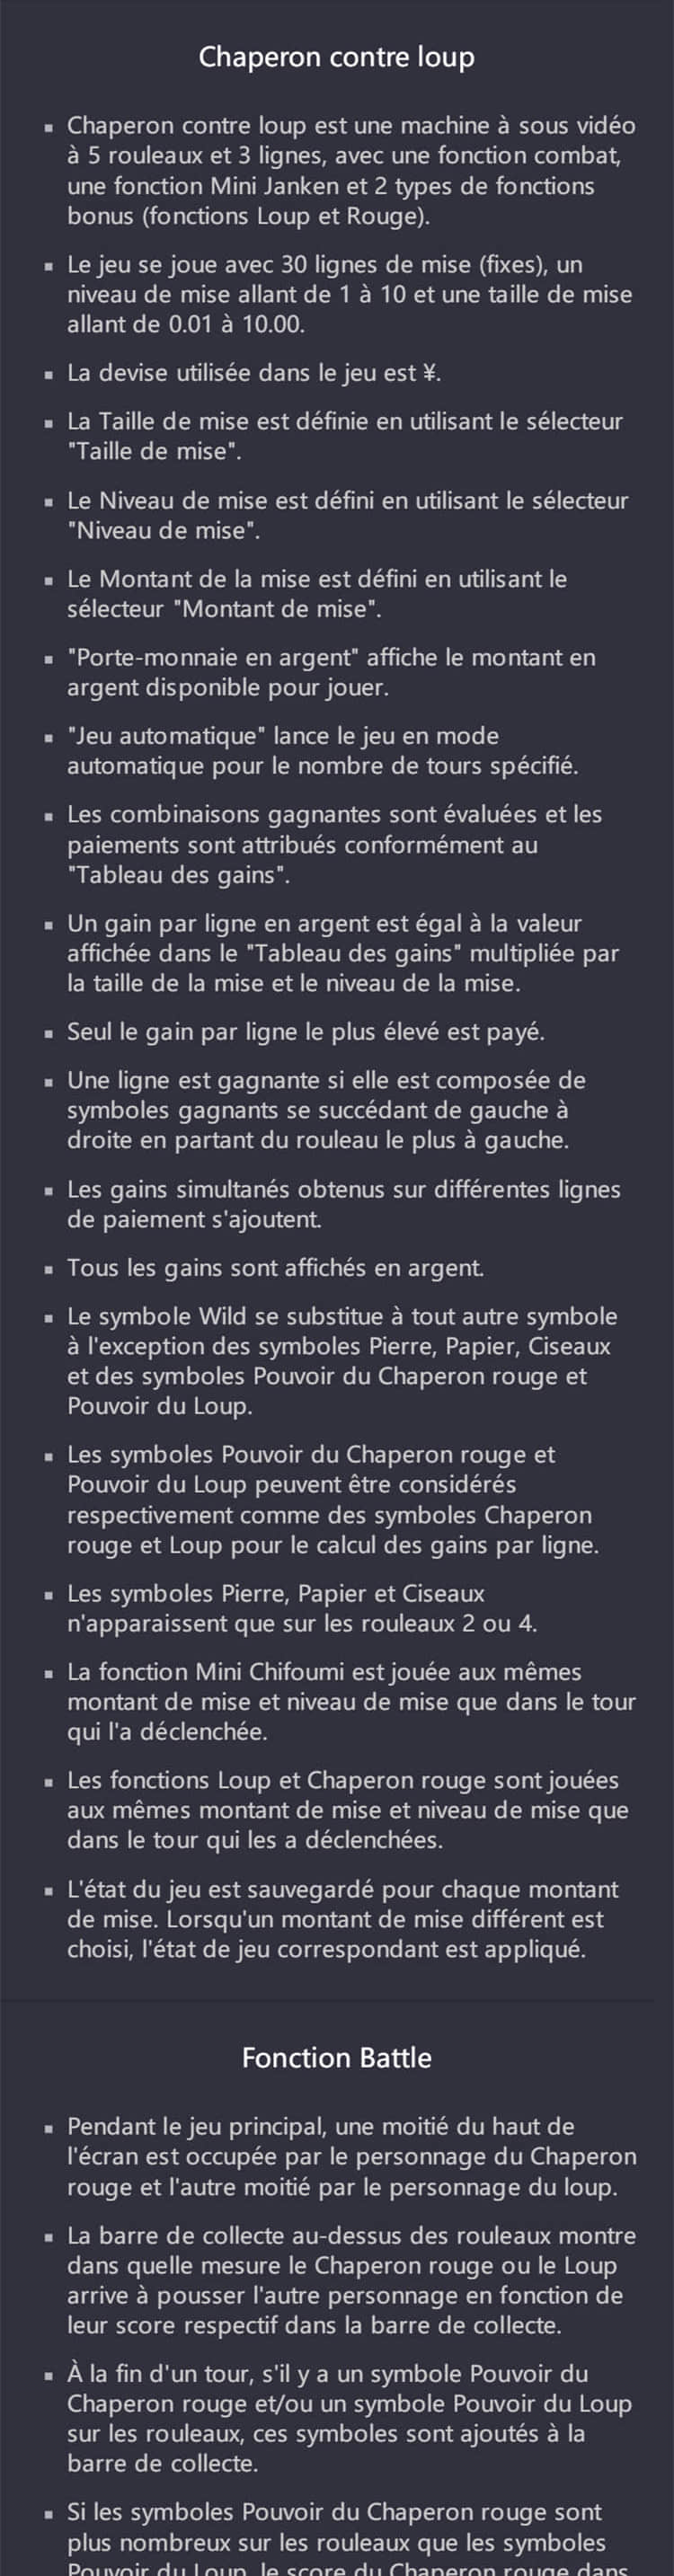 Chaperon contre loup
▪ Chaperon contre loup est une machine à sous vidéo
à 5 rouleaux et 3 lignes, avec une fonction combat,
une fonction Mini Janken et 2 types de fonctions
bonus (fonctions Loup et Rouge).
▪ Le jeu se joue avec 30 lignes de mise (fixes), un
niveau de mise allant de 1 à 10 et une taille de mise
allant de 0.01 à 10.00.
▪ La devise utilisée dans le jeu est ¥.
▪ La Taille de mise est définie en utilisant le sélecteur
"Taille de mise".
▪ Le Niveau de mise est défini en utilisant le sélecteur
"Niveau de mise".
▪ Le Montant de la mise est défini en utilisant le
sélecteur "Montant de mise".
▪ "Porte-monnaie en argent" affiche le montant en
argent disponible pour jouer.
▪ "Jeu automatique" lance le jeu en mode
automatique pour le nombre de tours spécifié.
▪ Les combinaisons gagnantes sont évaluées et les
paiements sont attribués conformément au
"Tableau des gains".
▪ Un gain par ligne en argent est égal à la valeur
affichée dans le "Tableau des gains" multipliée par
la taille de la mise et le niveau de la mise.
▪ Seul le gain par ligne le plus élevé est payé.
▪ Une ligne est gagnante si elle est composée de
symboles gagnants se succédant de gauche à
droite en partant du rouleau le plus à gauche.
▪ Les gains simultanés obtenus sur différentes lignes
de paiement s'ajoutent.
▪ Tous les gains sont affichés en argent.
▪ Le symbole Wild se substitue à tout autre symbole
à l'exception des symboles Pierre, Papier, Ciseaux
et des symboles Pouvoir du Chaperon rouge et
Pouvoir du Loup.
▪ Les symboles Pouvoir du Chaperon rouge et
Pouvoir du Loup peuvent être considérés
respectivement comme des symboles Chaperon
rouge et Loup pour le calcul des gains par ligne.
▪ Les symboles Pierre, Papier et Ciseaux
n'apparaissent que sur les rouleaux 2 ou 4.
▪ La fonction Mini Chifoumi est jouée aux mêmes
montant de mise et niveau de mise que dans le tour
qui l'a déclenchée.
▪ Les fonctions Loup et Chaperon rouge sont jouées
aux mêmes montant de mise et niveau de mise que
dans le tour qui les a déclenchées.
▪ L'état du jeu est sauvegardé pour chaque montant
de mise. Lorsqu'un montant de mise différent est
choisi, l'état de jeu correspondant est appliqué.
Fonction Battle
▪ Pendant le jeu principal, une moitié du haut de
l'écran est occupée par le personnage du Chaperon
rouge et l'autre moitié par le personnage du loup.
▪ La barre de collecte au-dessus des rouleaux montre
dans quelle mesure le Chaperon rouge ou le Loup
arrive à pousser l'autre personnage en fonction de
leur score respectif dans la barre de collecte.
▪ À la fin d'un tour, s'il y a un symbole Pouvoir du
Chaperon rouge et/ou un symbole Pouvoir du Loup
sur les rouleaux, ces symboles sont ajoutés à la
barre de collecte.
▪ Si les symboles Pouvoir du Chaperon rouge sont
plus nombreux sur les rouleaux que les symboles
Pouvoir du Loup, le score du Chaperon rouge dans